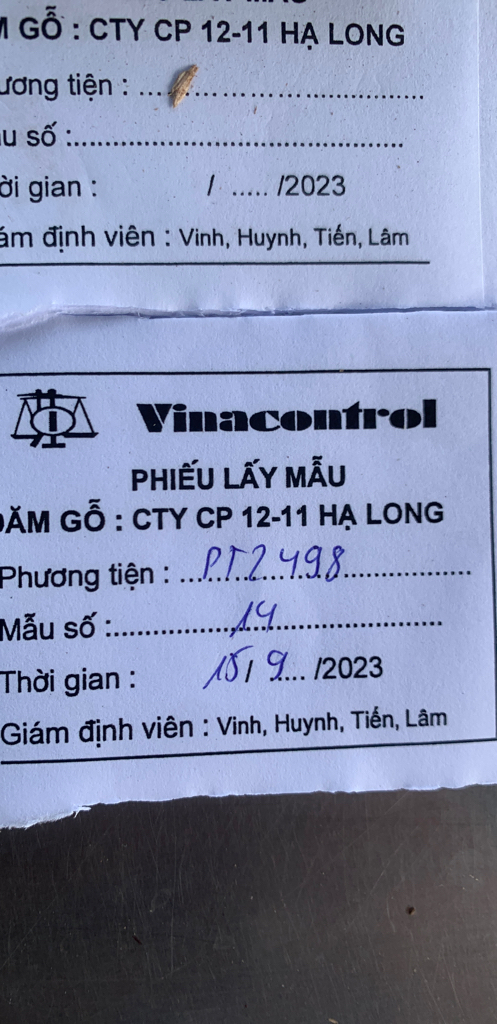 M GỖ : CTY CP 12-11 HẠ LONG
ương tiện : ................................
u số :................................
ời gian : / ..... /2023
ám định viên : Vinh, Huynh, Tiến, Lâm
Vinacontrol
PHIẾU LẤY MẪU
DĂM GỖ : CTY CP 12-11 HẠ LONG
Phương tiện : PT2498
Mẫu số : 14
Thời gian : 15/ 9... /2023
Giám định viên : Vinh, Huynh, Tiến, Lâm